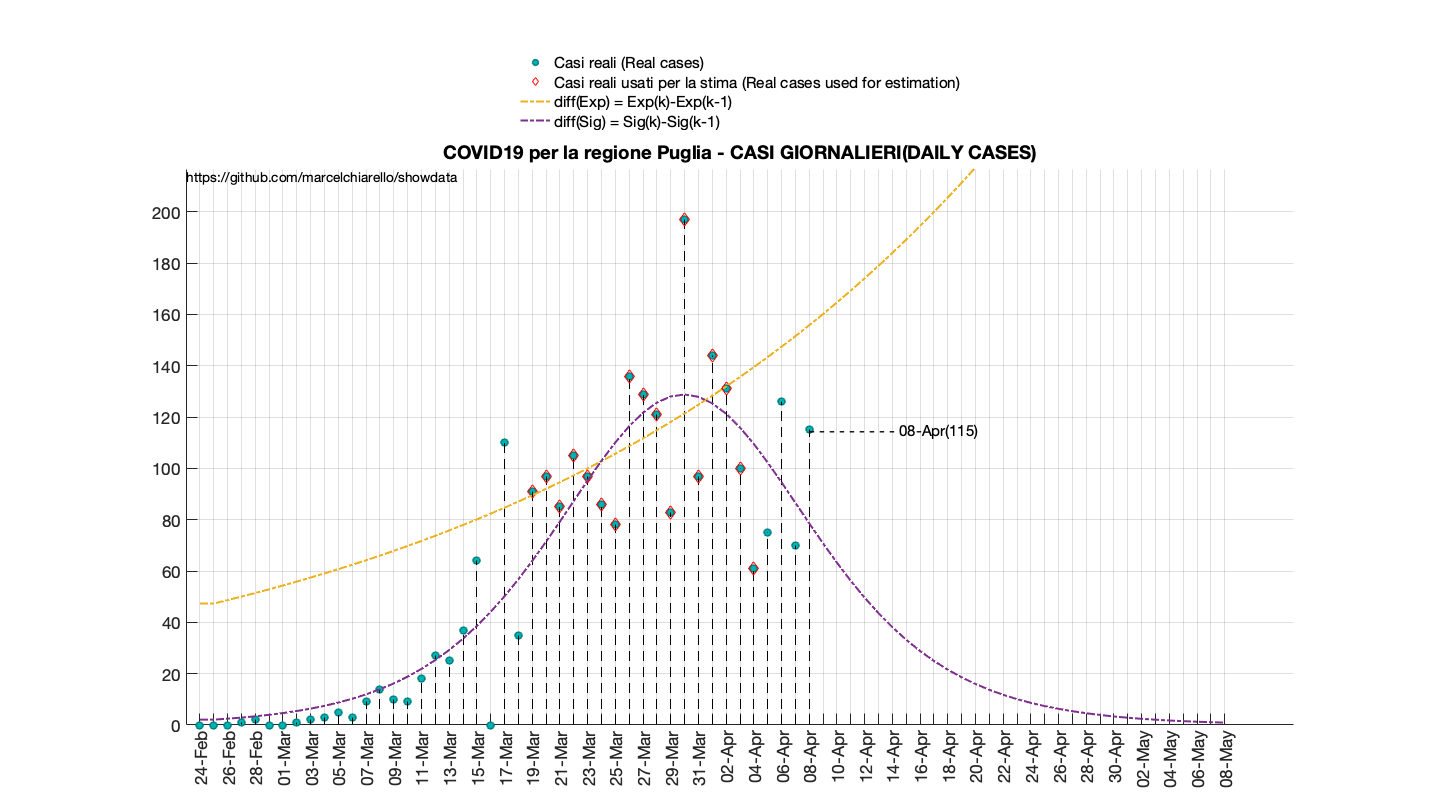 Casi reali (Real cases)
Casi reali usati per la stima (Real cases used for estimation)
diff(Exp) = Exp(k)-Exp(k-1)
diff(Sig) = Sig(k)-Sig(k-1)
COVID19 per la regione Puglia - CASI GIORNALIERI(DAILY CASES)
https://github.com/marcelchiarello/showdata
200
180
160
140
120
100
80
60
40
20
0
08-Apr(115)
24-Feb
26-Feb
28-Feb
01-Mar
03-Mar
05-Mar
07-Mar
09-Mar
11-Mar
13-Mar
15-Mar
17-Mar
19-Mar
21-Mar
23-Mar
25-Mar
27-Mar
29-Mar
31-Mar
02-Apr
04-Apr
06-Apr
08-Apr
10-Apr
12-Apr
14-Apr
16-Apr
18-Apr
20-Apr
22-Apr
24-Apr
26-Apr
28-Apr
30-Apr
02-May
04-May
06-May
08-May